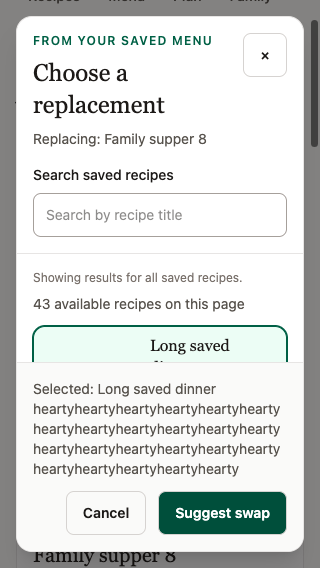 FROM YOUR SAVED MENU
×
Choose a
replacement
Replacing: Family supper 8
Search saved recipes
Search by recipe title
Showing results for all saved recipes.
43 available recipes on this page
Long saved
Selected: Long saved dinner
heartyheartyheartyheartyheartyhearty
heartyheartyheartyheartyheartyhearty
heartyheartyheartyheartyheartyhearty
heartyheartyheartyheartyhearty
Cancel
Suggest swap
Family supper 8